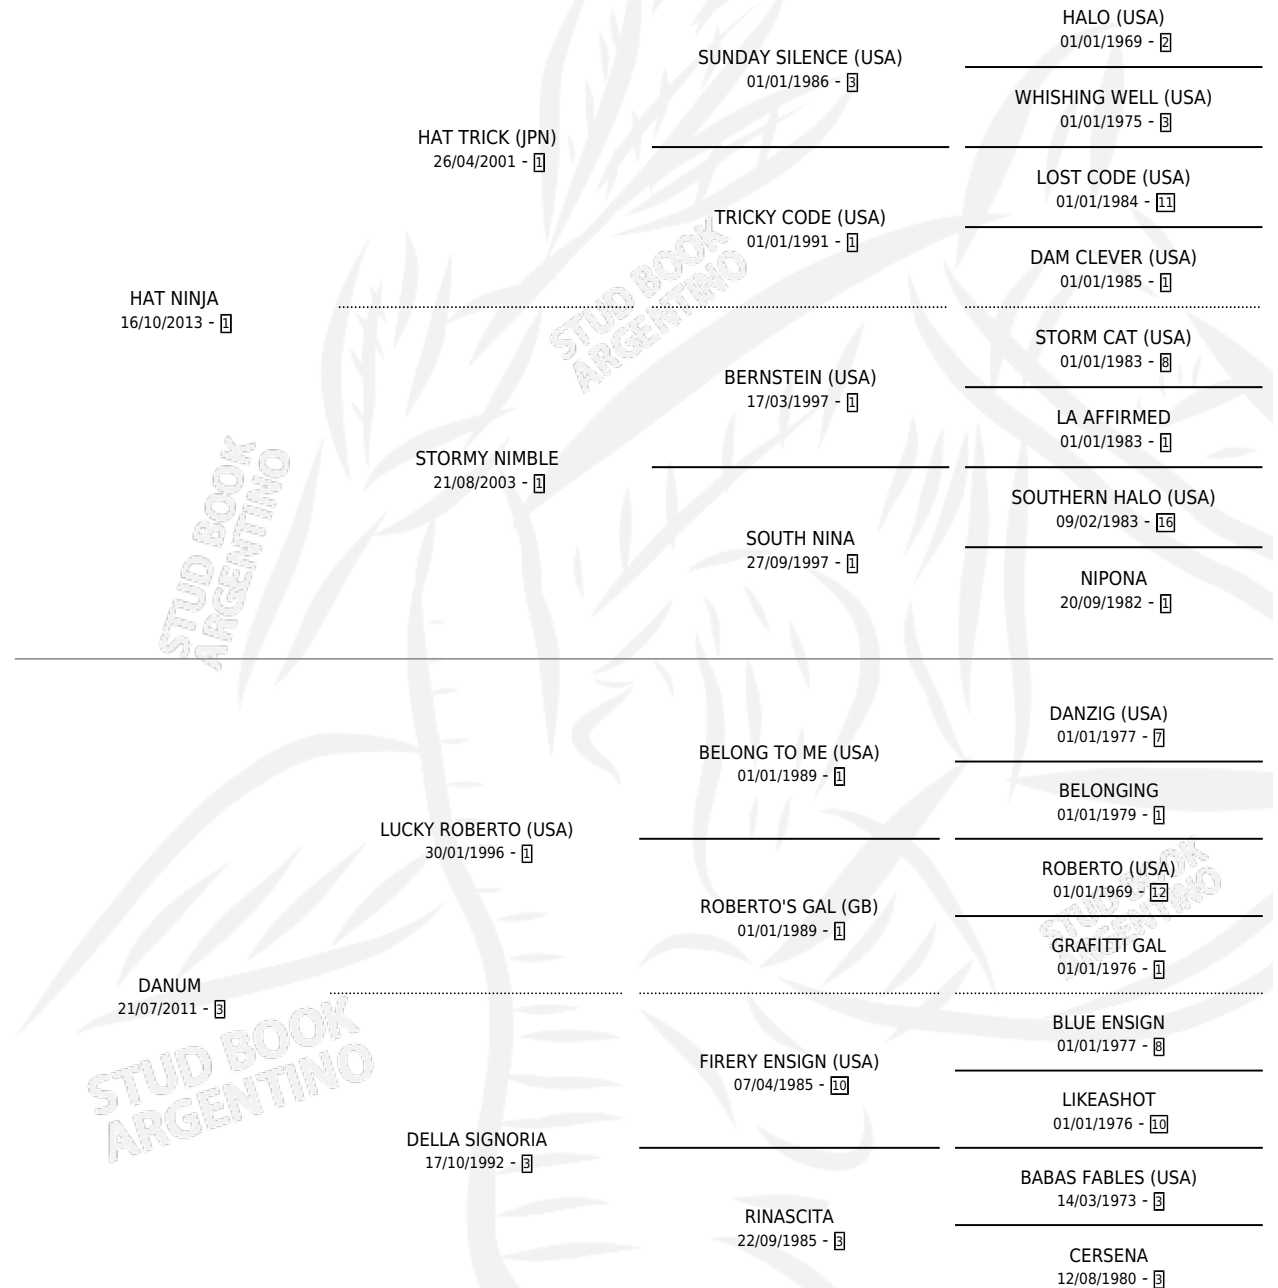 HALO (USA)
01/01/1969 - 2
SUNDAY SILENCE (USA)
01/01/1986 - 3
WHISHING WELL (USA)
01/01/1975 - 3
HAT TRICK (JPN)
26/04/2001 - 1
LOST CODE (USA)
01/01/1984 - 11
TRICKY CODE (USA)
01/01/1991 - 1
DAM CLEVER (USA)
01/01/1985 - 1
HAT NINJA
16/10/2013 - 1
STORM CAT (USA)
01/01/1983 - 8
BERNSTEIN (USA)
17/03/1997 - 1
LA AFFIRMED
01/01/1983 - 1
STORMY NIMBLE
21/08/2003 - 1
SOUTHERN HALO (USA)
09/02/1983 - 16
SOUTH NINA
27/09/1997 - 1
NIPONA
20/09/1982 - 1
DANZIG (USA)
01/01/1977 - 7
BELONG TO ME (USA)
01/01/1989 - 1
BELONGING
01/01/1979 - 1
LUCKY ROBERTO (USA)
30/01/1996 - 1
ROBERTO (USA)
01/01/1969 - 12
ROBERTO'S GAL (GB)
01/01/1989 - 1
GRAFITTI GAL
01/01/1976 - 1
DANUM
21/07/2011 - 3
BLUE ENSIGN
01/01/1977 - 8
FIRERY ENSIGN (USA)
07/04/1985 - 10
LIKEASHOT
01/01/1976 - 10
DELLA SIGNORIA
17/10/1992 - 3
BABAS FABLES (USA)
14/03/1973 - 3
RINASCITA
22/09/1985 - 3
CERSENA
12/08/1980 - 3
STUD BOOK
ARGENTINO
STUD BOOK
ARGENTINO
STUD BOOK
ARGENTINO
STUD BOOK
ARGENTINO